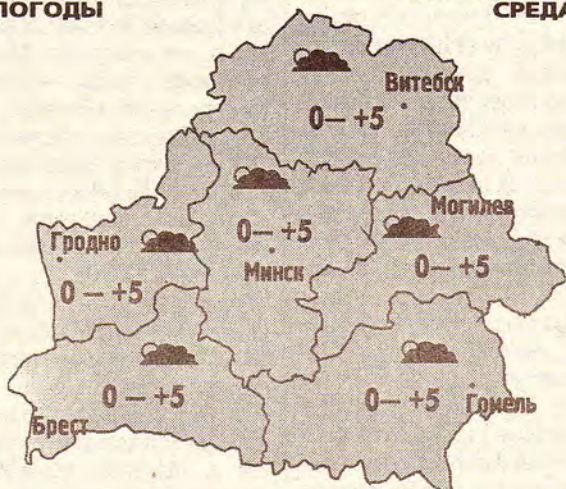 ПОГОДЫ СРЕДА
Витебск
0— +5
0— +5
Минск
Могилев
0— +5
Гродно
0 — +5
0 — +5
Брест
0— +5 Гомель